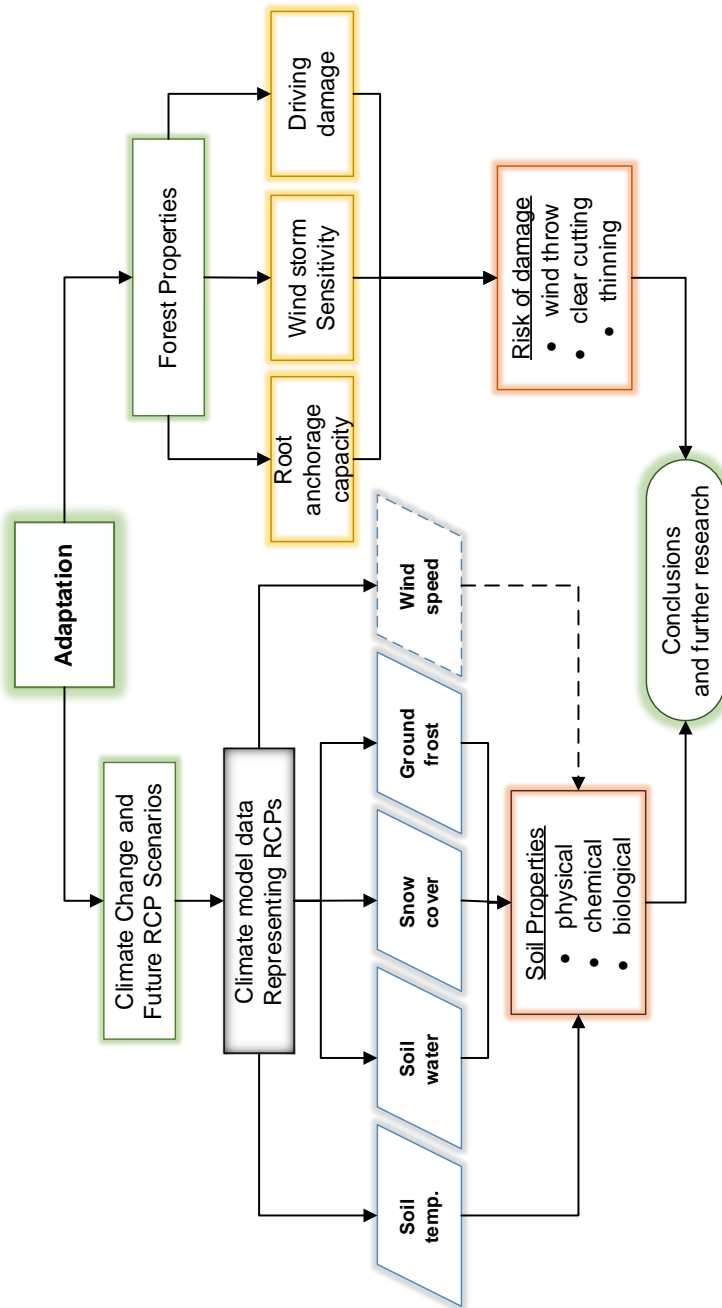 Adaptation
Climate Change and
Future RCP Scenarios
Forest Properties
Climate model data
Representing RCPs
Root
anchorage
capacity
Wind storm
Sensitivity
Driving
damage
Soil
temp.
Soil
water
Snow
cover
Ground
frost
Wind
speed
Soil Properties
• physical
• chemical
• biological
Risk of damage
• wind throw
• clear cutting
• thinning
Conclusions
and further research